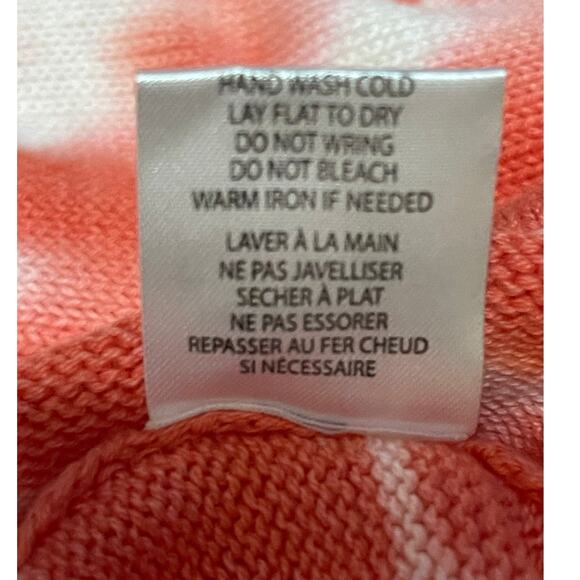 HAND WASH COLD
LAY FLAT TO DRY
DO NOT WRING
DO NOT BLEACH
WARM IRON IF NEEDED
LAVER À LA MAIN
NE PAS JAVELLISER
SECHER À PLAT
NE PAS ESSORER
REPASSER AU FER CHEUD
SI NÉCESSAIRE